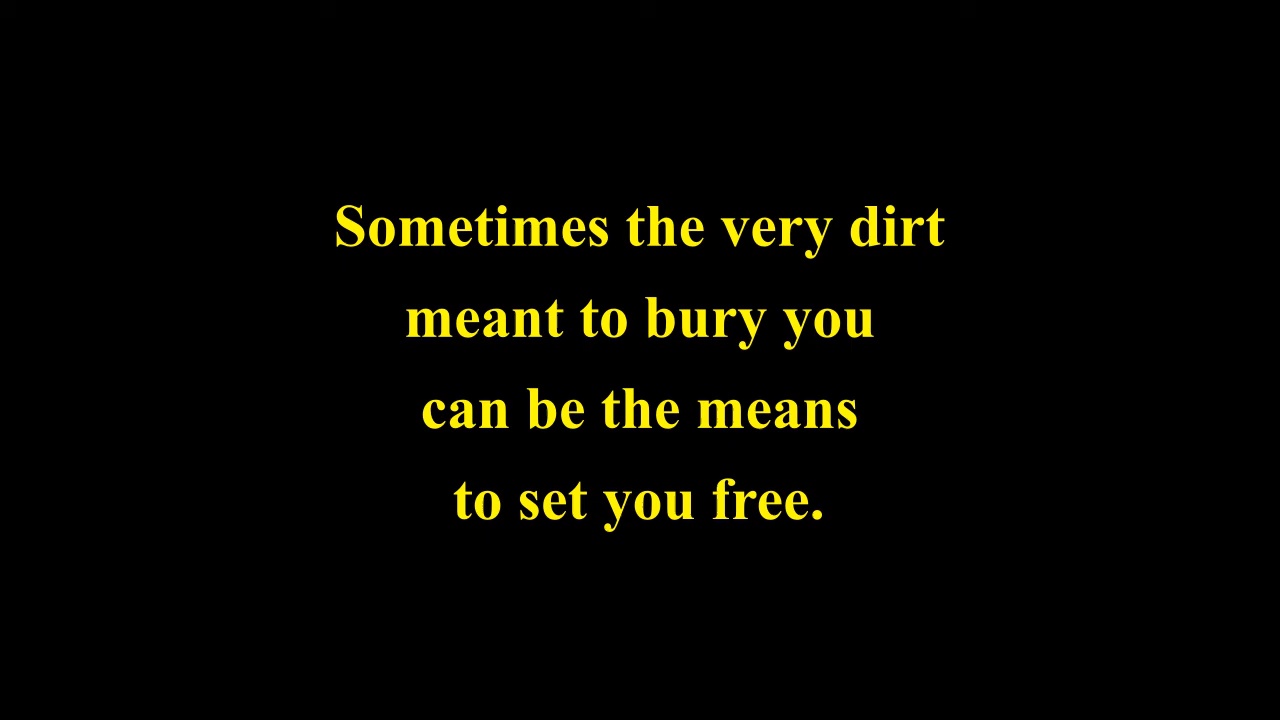 Sometimes the very dirt
meant to bury you
can be the means
to set you free.